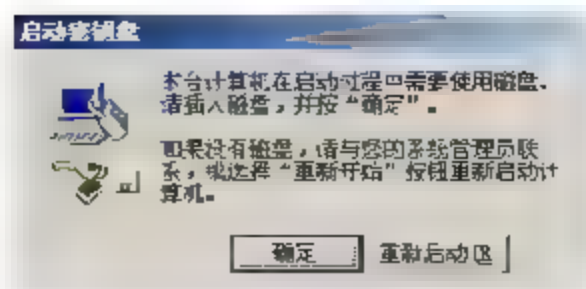 启动密钥盘
本台计算机在启动过程中需要使用磁盘、
请插入磁盘，并按“确定”。
如果没有磁盘，请与您的系统管理员联
系，或选择“重新开始”按钮重新启动计
算机。
确定
重新启动(R)